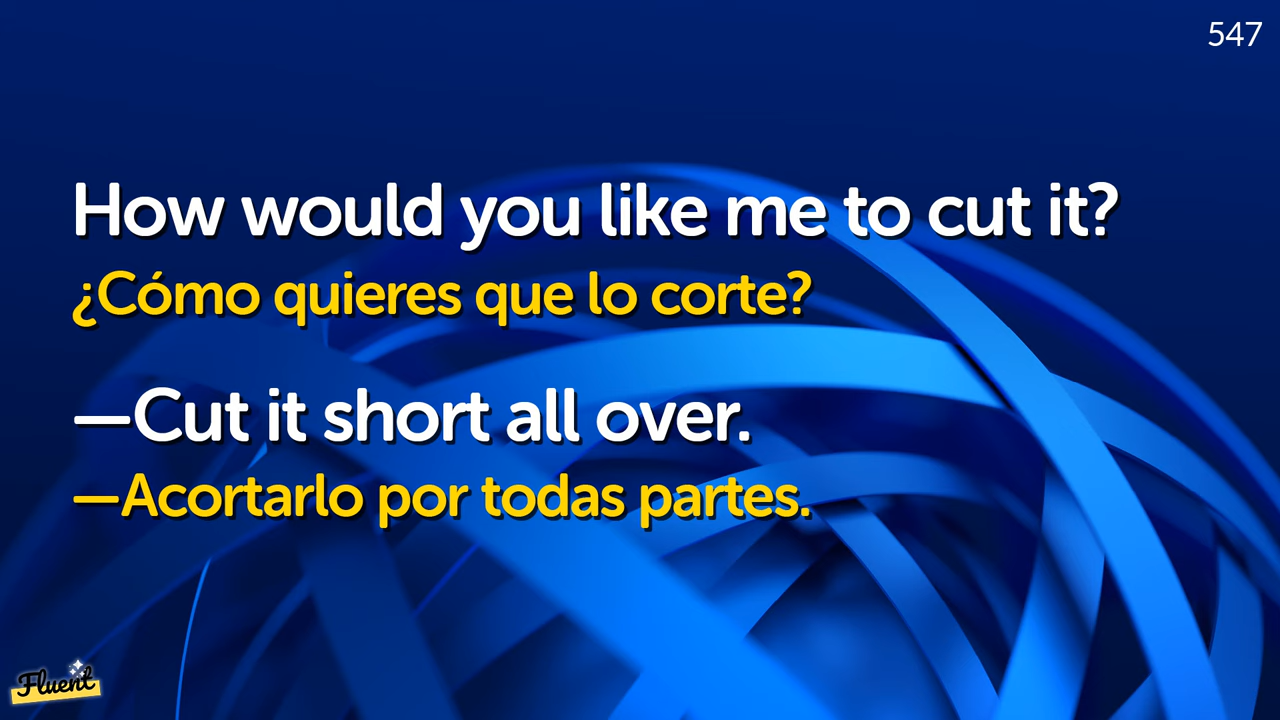 547
How would you like me to cut it?
¿Cómo quieres que lo corte?
—Cut it short all over.
—Acortarlo por todas partes.
Fluent